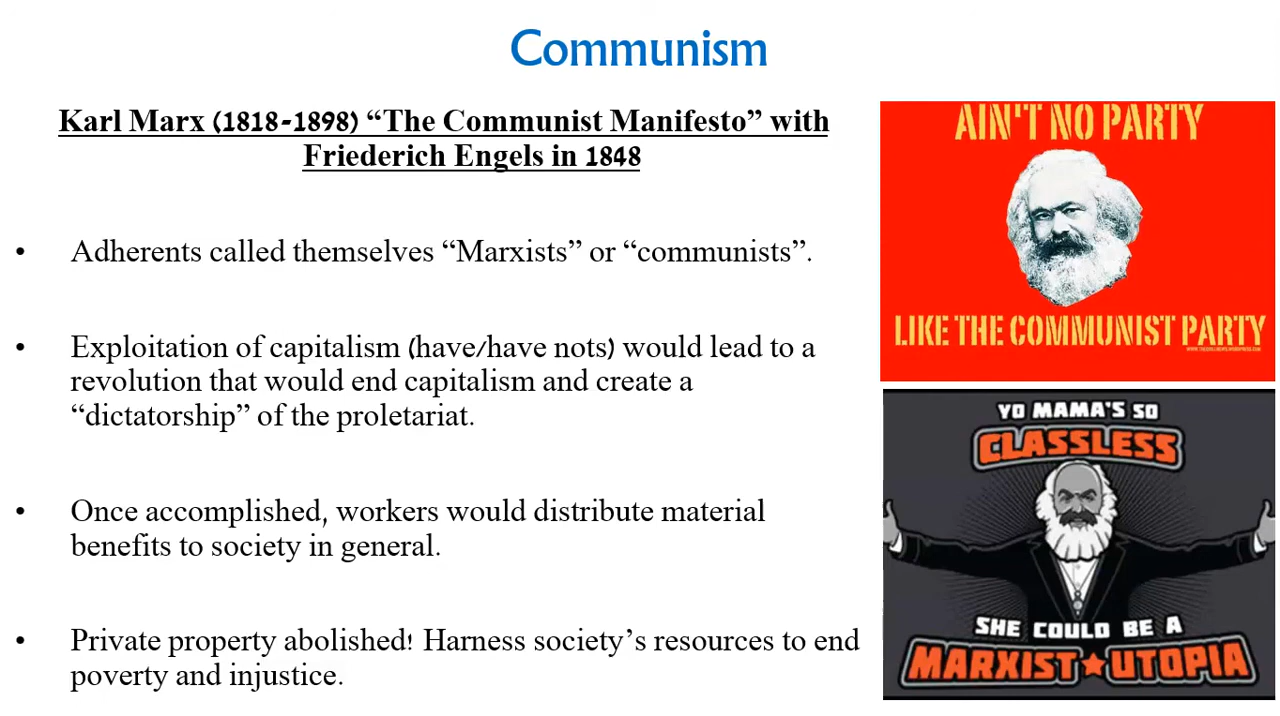 Communism
Karl Marx (1818-1898) “The Communist Manifesto” with
Friederich Engels in 1848
• Adherents called themselves “Marxists” or “communists”.
• Exploitation of capitalism (have/have nots) would lead to a
revolution that would end capitalism and create a
“dictatorship” of the proletariat.
• Once accomplished, workers would distribute material
benefits to society in general.
• Private property abolished! Harness society’s resources to end
poverty and injustice.
AIN'T NO PARTY
LIKE THE COMMUNIST PARTY
YO MAMA'S SO
CLASSLESS
SHE COULD BE A
MARXIST★UTOPIA